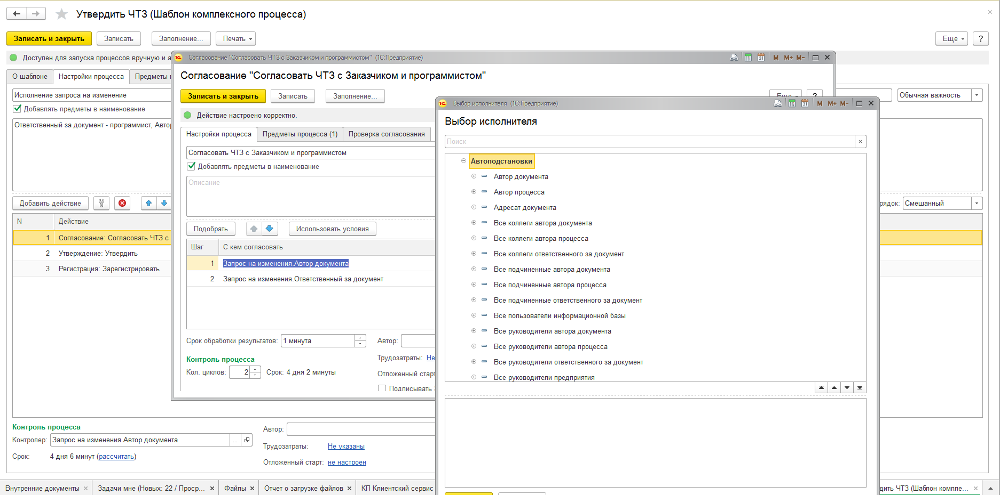 Утвердить ЧТЗ (Шаблон комплексного процесса)
Записать и закрыть
Записать
Заполнение...
Печать
Еще
?
Доступен для запуска процессов вручную и а
О шаблоне
Настройки процесса
Предметы
Исполнение запроса на изменение
Обычная важность
Добавлять предметы в наименование
Ответственный за документ - программист, Автор
Добавить действие
рядок:
Смешанный
N
Действие
1
Согласование: Согласовать ЧТЗ с
2
Утверждение: Утвердить
3
Регистрация: Зарегистрировать
Контроль процесса
Контролер:
Запрос на изменения.Автор документа
...
Срок:
4 дня 6 минут (рассчитать)
Автор:
Трудозатраты:
Не указаны
Отложенный старт:
не настроен
Согласование "Согласовать ЧТЗ с Заказчиком и программистом" (1С:Предприятие)
31
M
M+
M-
Согласование "Согласовать ЧТЗ с Заказчиком и программистом"
Записать и закрыть
Записать
Заполнение...
Еще
?
Действие настроено корректно.
Настройки процесса
Предметы процесса (1)
Проверка согласования
Согласовать ЧТЗ с Заказчиком и программистом
Добавлять предметы в наименование
Описание
Подобрать
Использовать условия
Шаг
С кем согласовать
1
Запрос на изменения.Автор документа
2
Запрос на изменения.Ответственный за документ
Срок обработки результатов:
1 минута
Автор:
Контроль процесса
Трудозатраты:
Не
Кол. циклов:
2
Срок: 4 дня 2 минуты
Отложенный старт
Подписывать
Выбор исполнителя (1С:Предприятие)
31
M
M+
M-
Выбор исполнителя
Поиск
×
Автоподстановки
Автор документа
Автор процесса
Адресат документа
Все коллеги автора документа
Все коллеги автора процесса
Все коллеги ответственного за документ
Все подчиненные автора документа
Все подчиненные автора процесса
Все подчиненные ответственного за документ
Все пользователи информационной базы
Все руководители автора документа
Все руководители автора процесса
Все руководители ответственного за документ
Все руководители предприятия
Внутренние документы
Задачи мне (Новых: 22 / Проср...
Файлы
Отчет о загрузке файлов
КП Клиентский сервис
дить ЧТЗ (Шаблон компле...